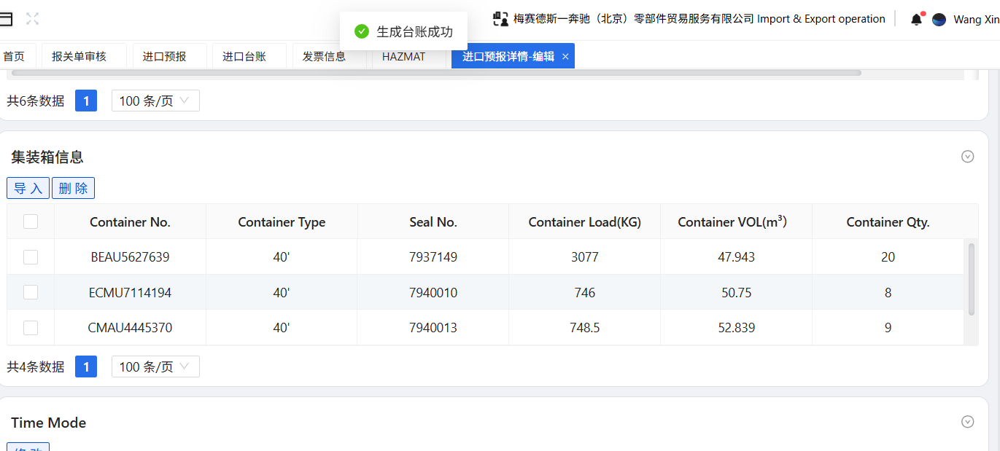 梅赛德斯一奔驰（北京）零部件贸易服务有限公司 Import & Export operation Wang Xin
生成台账成功
首页 报关单审核 进口预报 进口台账 发票信息 HAZMAT 进口预报详情-编辑 ×
共6条数据 1 100 条/页
集装箱信息
导 入 删 除
Container No. Container Type Seal No. Container Load(KG) Container VOL(m³) Container Qty.
BEAU5627639 40' 7937149 3077 47.943 20
ECMU7114194 40' 7940010 746 50.75 8
CMAU4445370 40' 7940013 748.5 52.839 9
共4条数据 1 100 条/页
Time Mode